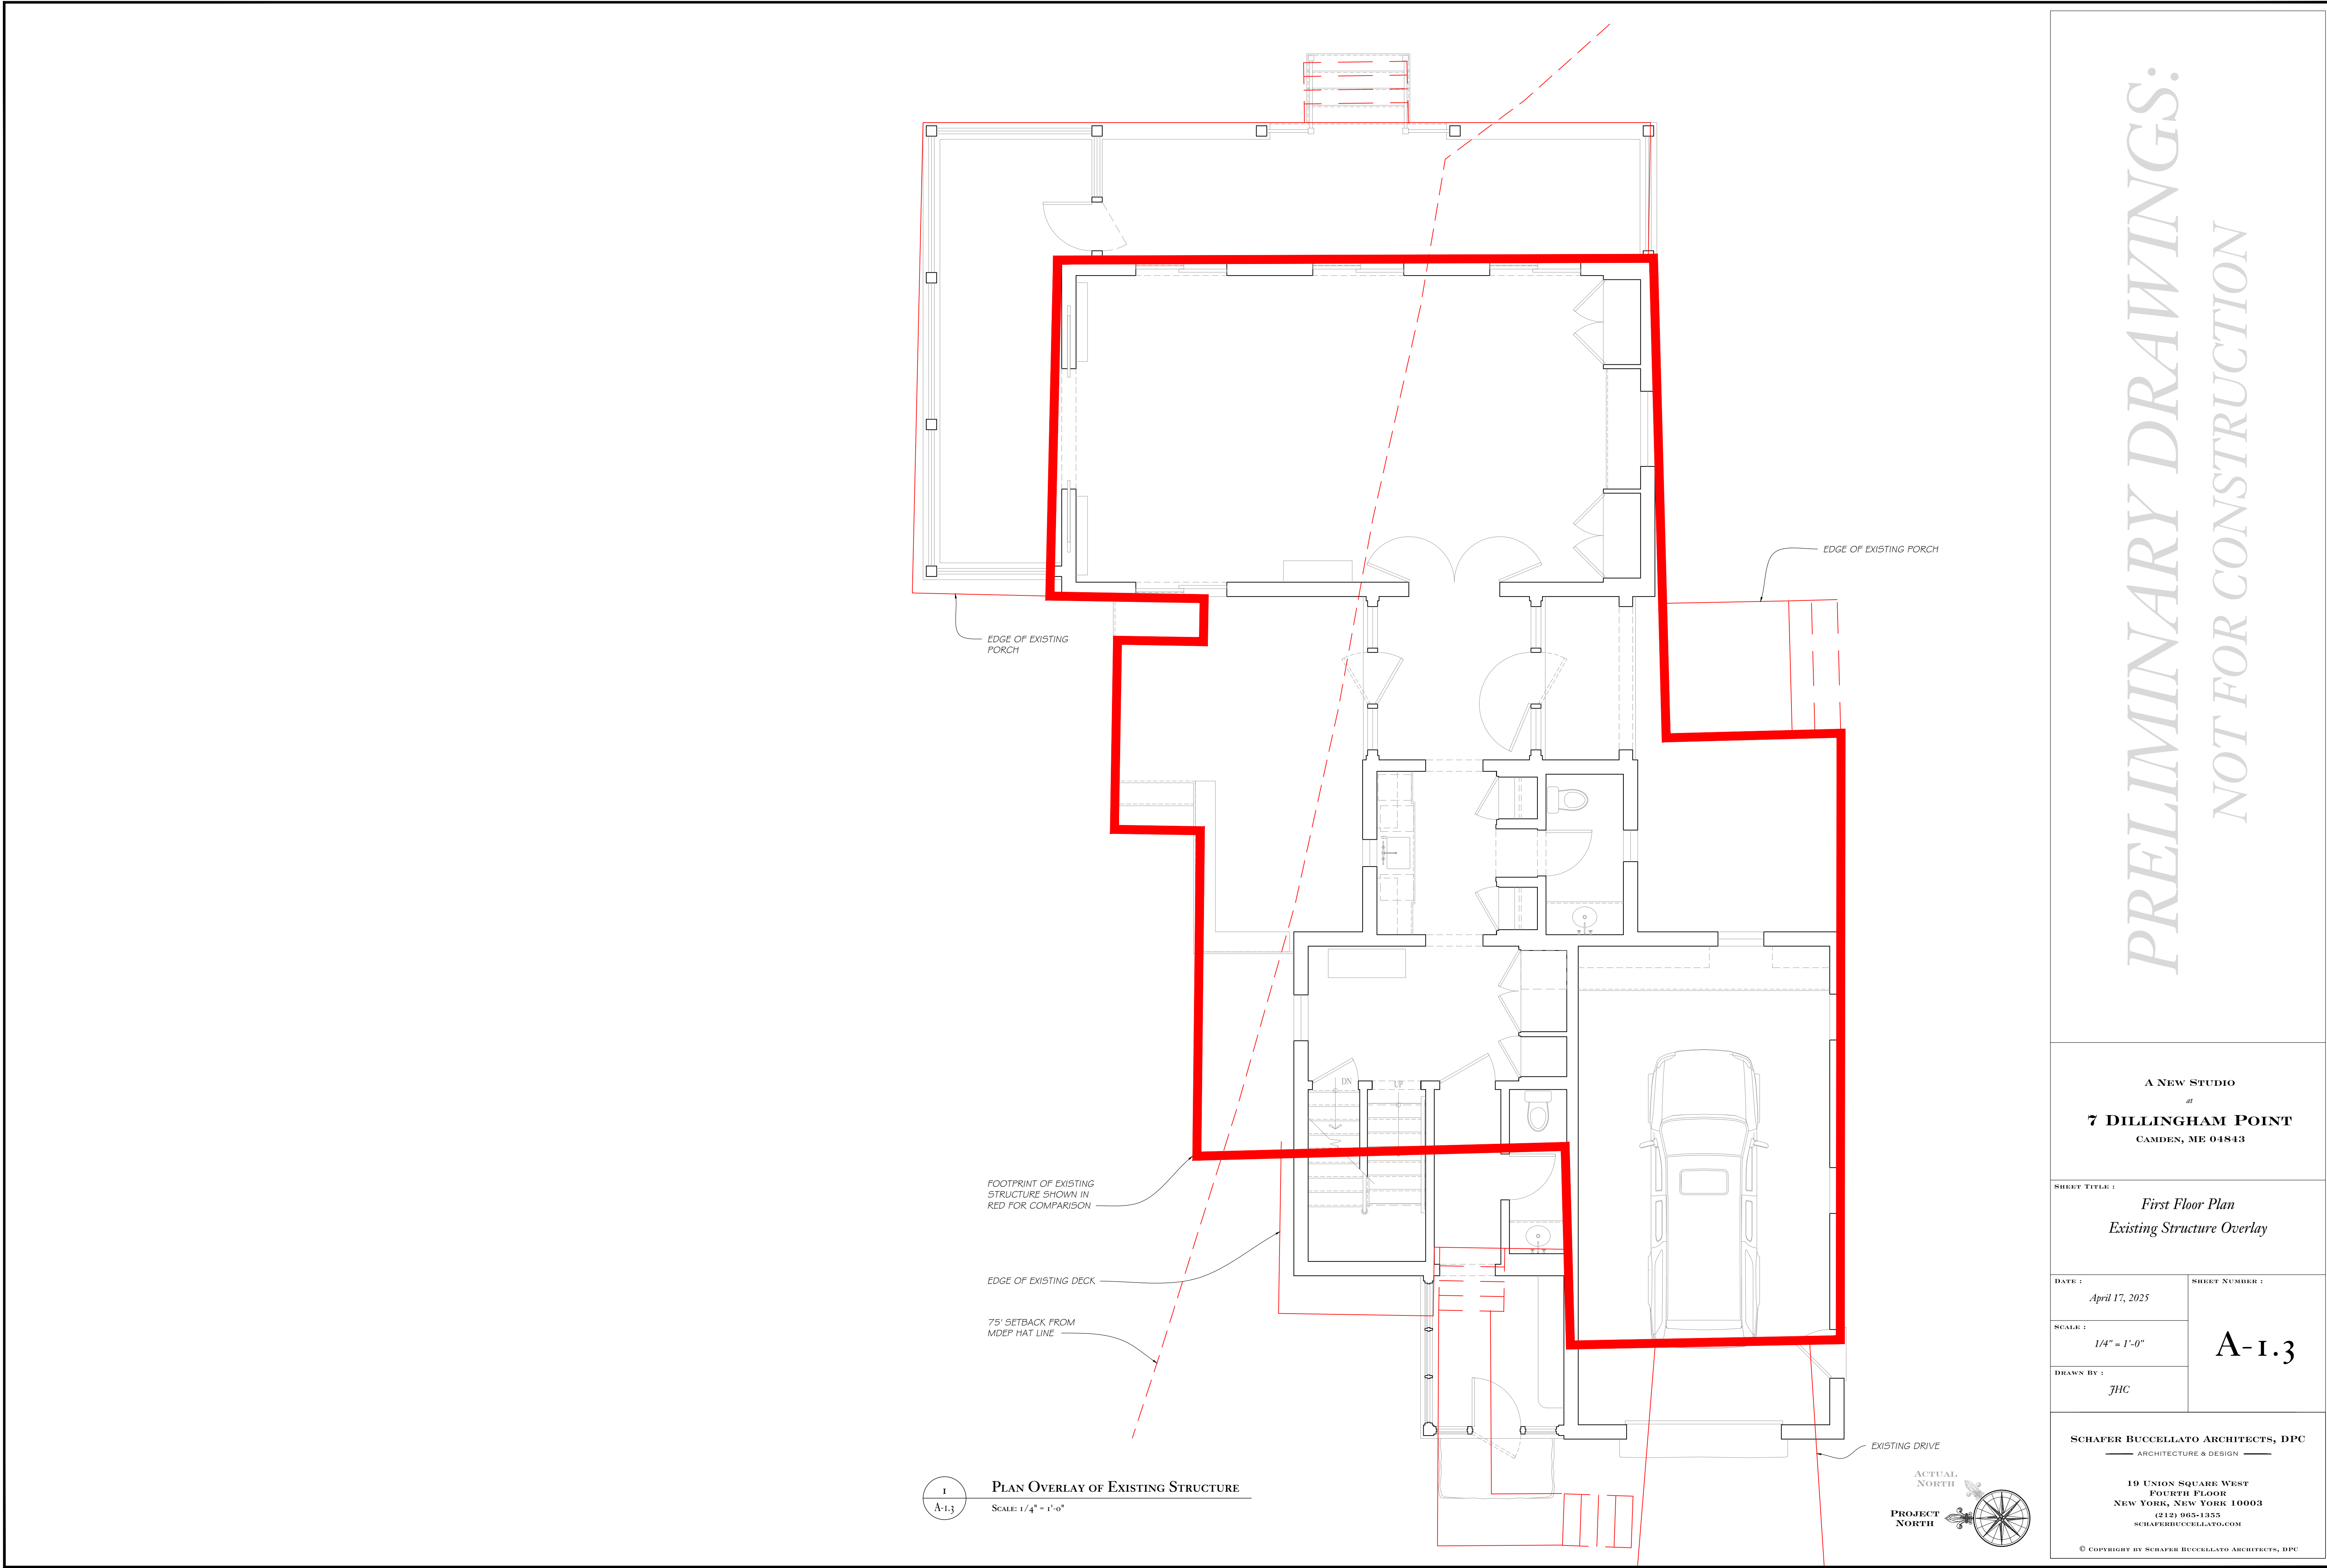 EDGE OF EXISTING PORCH
EDGE OF EXISTING
PORCH
DN
UP
FOOTPRINT OF EXISTING
STRUCTURE SHOWN IN
RED FOR COMPARISON
EDGE OF EXISTING DECK
75' SETBACK FROM
MDEP HAT LINE
EXISTING DRIVE
1
A-1.3
Plan Overlay of Existing Structure
Scale: 1/4" = 1'-0"
Actual
North
Project
North
PRELIMINARY DRAWINGS:
NOT FOR CONSTRUCTION
A New Studio
at
7 Dillingham Point
Camden, ME 04843
Sheet Title :
First Floor Plan
Existing Structure Overlay
Date :
April 17, 2025
Sheet Number :
A-1.3
Scale :
1/4" = 1'-0"
Drawn By :
JHC
Schafer Buccellato Architects, DPC
ARCHITECTURE & DESIGN
19 Union Square West
Fourth Floor
New York, New York 10003
(212) 965-1355
schaferbuccellato.com
© Copyright by Schafer Buccellato Architects, DPC